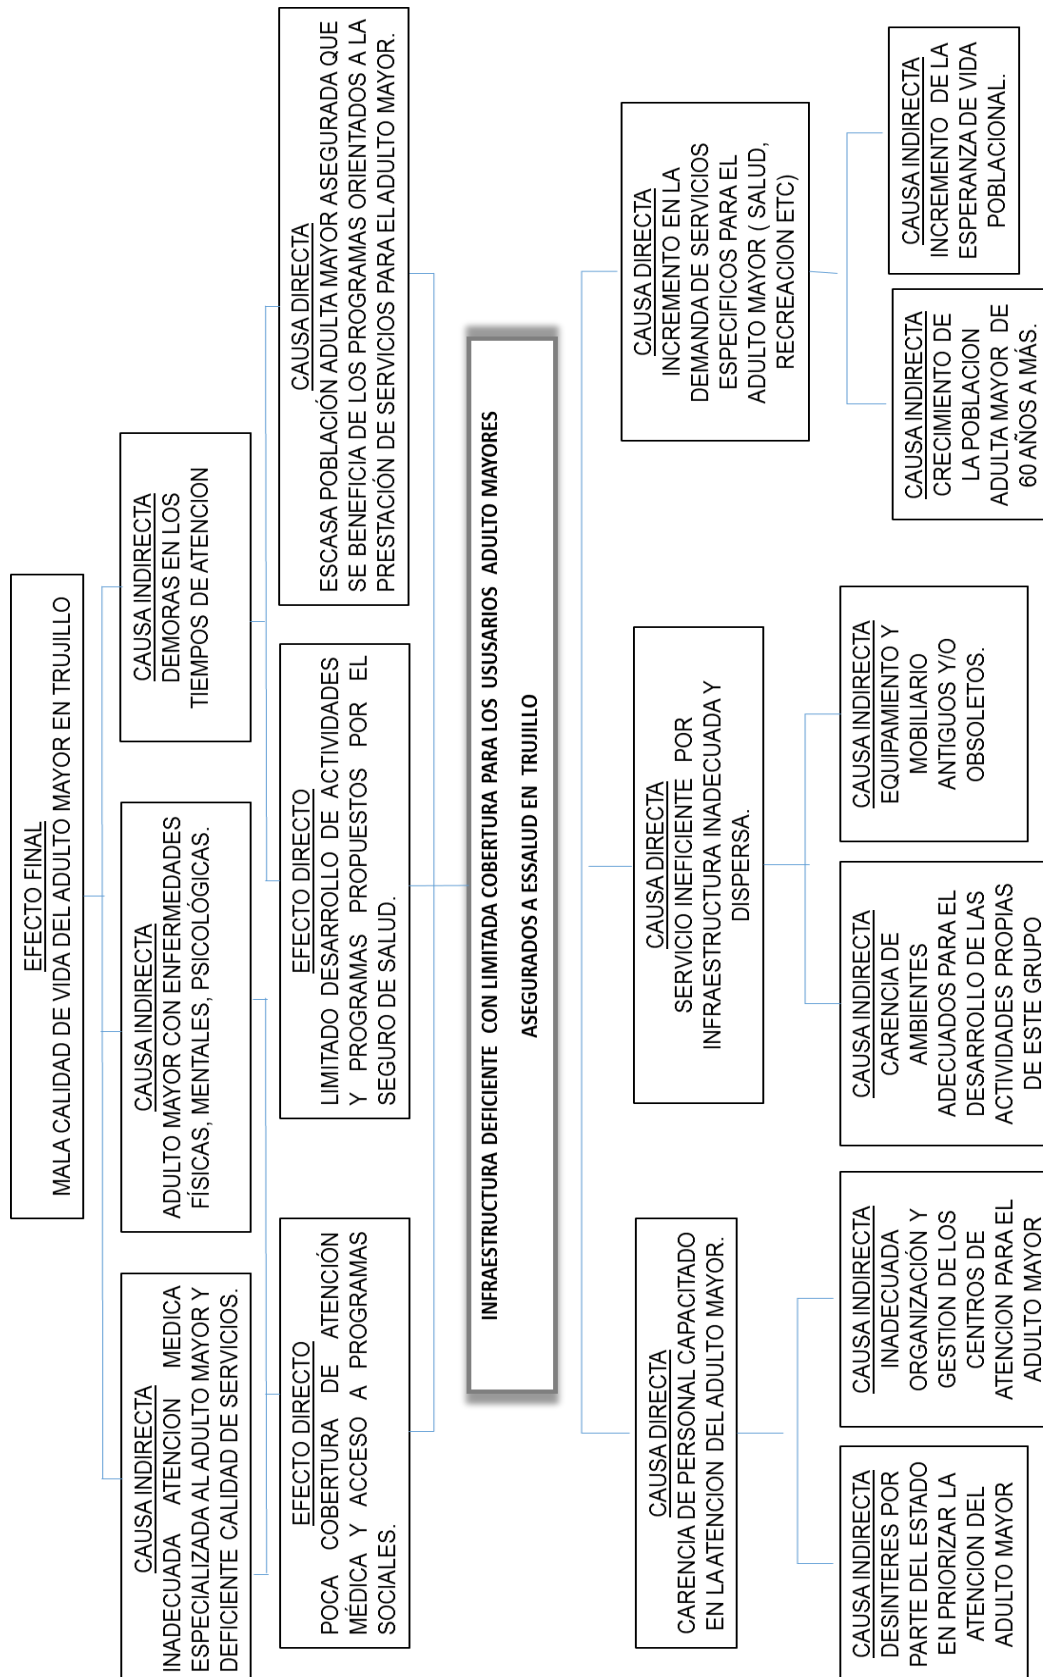 EFECTO FINAL
MALA CALIDAD DE VIDA DEL ADULTO MAYOR EN TRUJILLO
CAUSA INDIRECTA
INADECUADA ATENCION MEDICA
ESPECIALIZADA AL ADULTO MAYOR Y
DEFICIENTE CALIDAD DE SERVICIOS.
CAUSA INDIRECTA
ADULTO MAYOR CON ENFERMEDADES
FÍSICAS, MENTALES, PSICOLÓGICAS.
CAUSA INDIRECTA
DEMORAS EN LOS
TIEMPOS DE ATENCION
EFECTO DIRECTO
POCA COBERTURA DE ATENCIÓN
MÉDICA Y ACCESO A PROGRAMAS
SOCIALES.
EFECTO DIRECTO
LIMITADO DESARROLLO DE ACTIVIDADES
Y PROGRAMAS PROPUESTOS POR EL
SEGURO DE SALUD.
CAUSA DIRECTA
ESCASA POBLACIÓN ADULTA MAYOR ASEGURADA QUE
SE BENEFICIA DE LOS PROGRAMAS ORIENTADOS A LA
PRESTACIÓN DE SERVICIOS PARA EL ADULTO MAYOR.
INFRAESTRUCTURA DEFICIENTE CON LIMITADA COBERTURA PARA LOS USUSARIOS ADULTO MAYORES
ASEGURADOS A ESSALUD EN TRUJILLO
CAUSA DIRECTA
CARENCIA DE PERSONAL CAPACITADO
EN LA ATENCION DEL ADULTO MAYOR.
CAUSA DIRECTA
SERVICIO INEFICIENTE POR
INFRAESTRUCTURA INADECUADA Y
DISPERSA.
CAUSA DIRECTA
INCREMENTO EN LA
DEMANDA DE SERVICIOS
ESPECIFICOS PARA EL
ADULTO MAYOR ( SALUD,
RECREACION ETC)
CAUSA INDIRECTA
DESINTERES POR
PARTE DEL ESTADO
EN PRIORIZAR LA
ATENCION DEL
ADULTO MAYOR
CAUSA INDIRECTA
INADECUADA
ORGANIZACIÓN Y
GESTION DE LOS
CENTROS DE
ATENCION PARA EL
ADULTO MAYOR
CAUSA INDIRECTA
CARENCIA DE
AMBIENTES
ADECUADOS PARA EL
DESARROLLO DE LAS
ACTIVIDADES PROPIAS
DE ESTE GRUPO
CAUSA INDIRECTA
EQUIPAMIENTO Y
MOBILIARIO
ANTIGUOS Y/O
OBSOLETOS.
CAUSA INDIRECTA
CRECIMIENTO DE
LA POBLACION
ADULTA MAYOR DE
60 AÑOS A MÁS.
CAUSA INDIRECTA
INCREMENTO DE LA
ESPERANZA DE VIDA
POBLACIONAL.